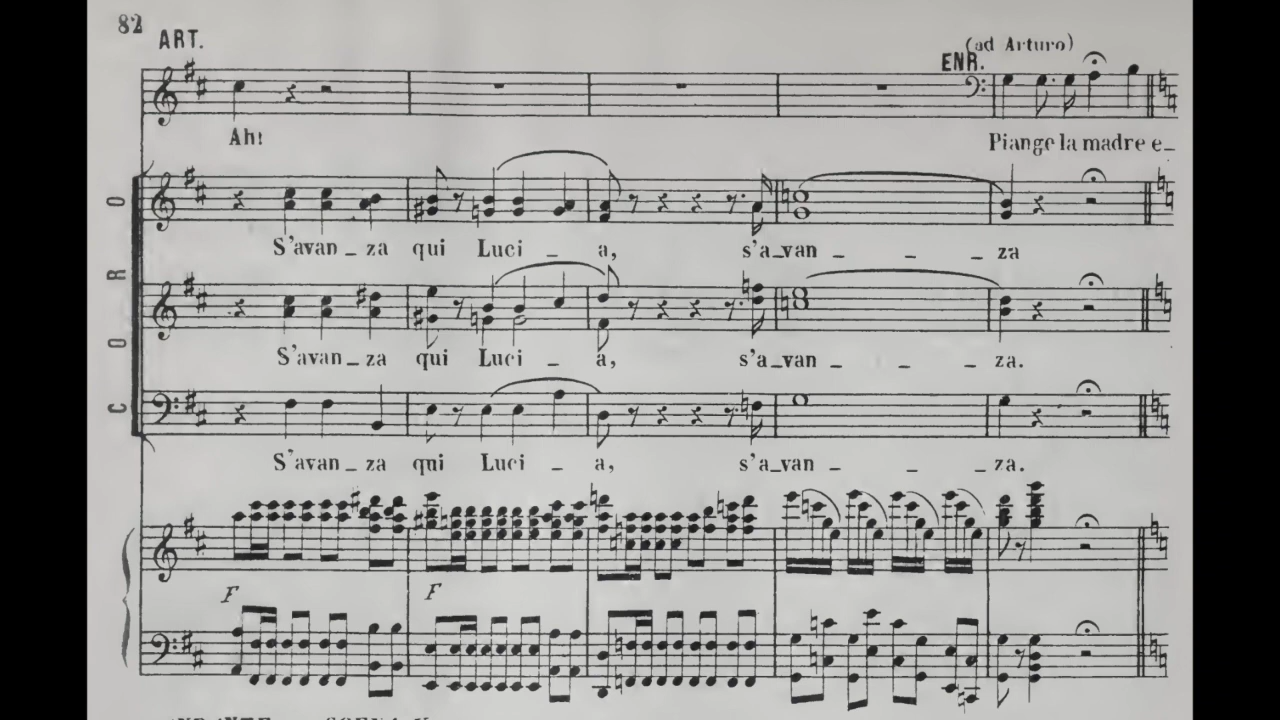 82
ART.
(ad Arturo)
ENR.
Ah!
Piange la madre e_
CORO
S'avan_za qui Luci_a, s'a_van_ _ _ za
S'avan_za qui Luci_a, s'a_van_ _ _ za.
S'avan_za qui Luci_a, s'a_van_ _ _ za.
F F